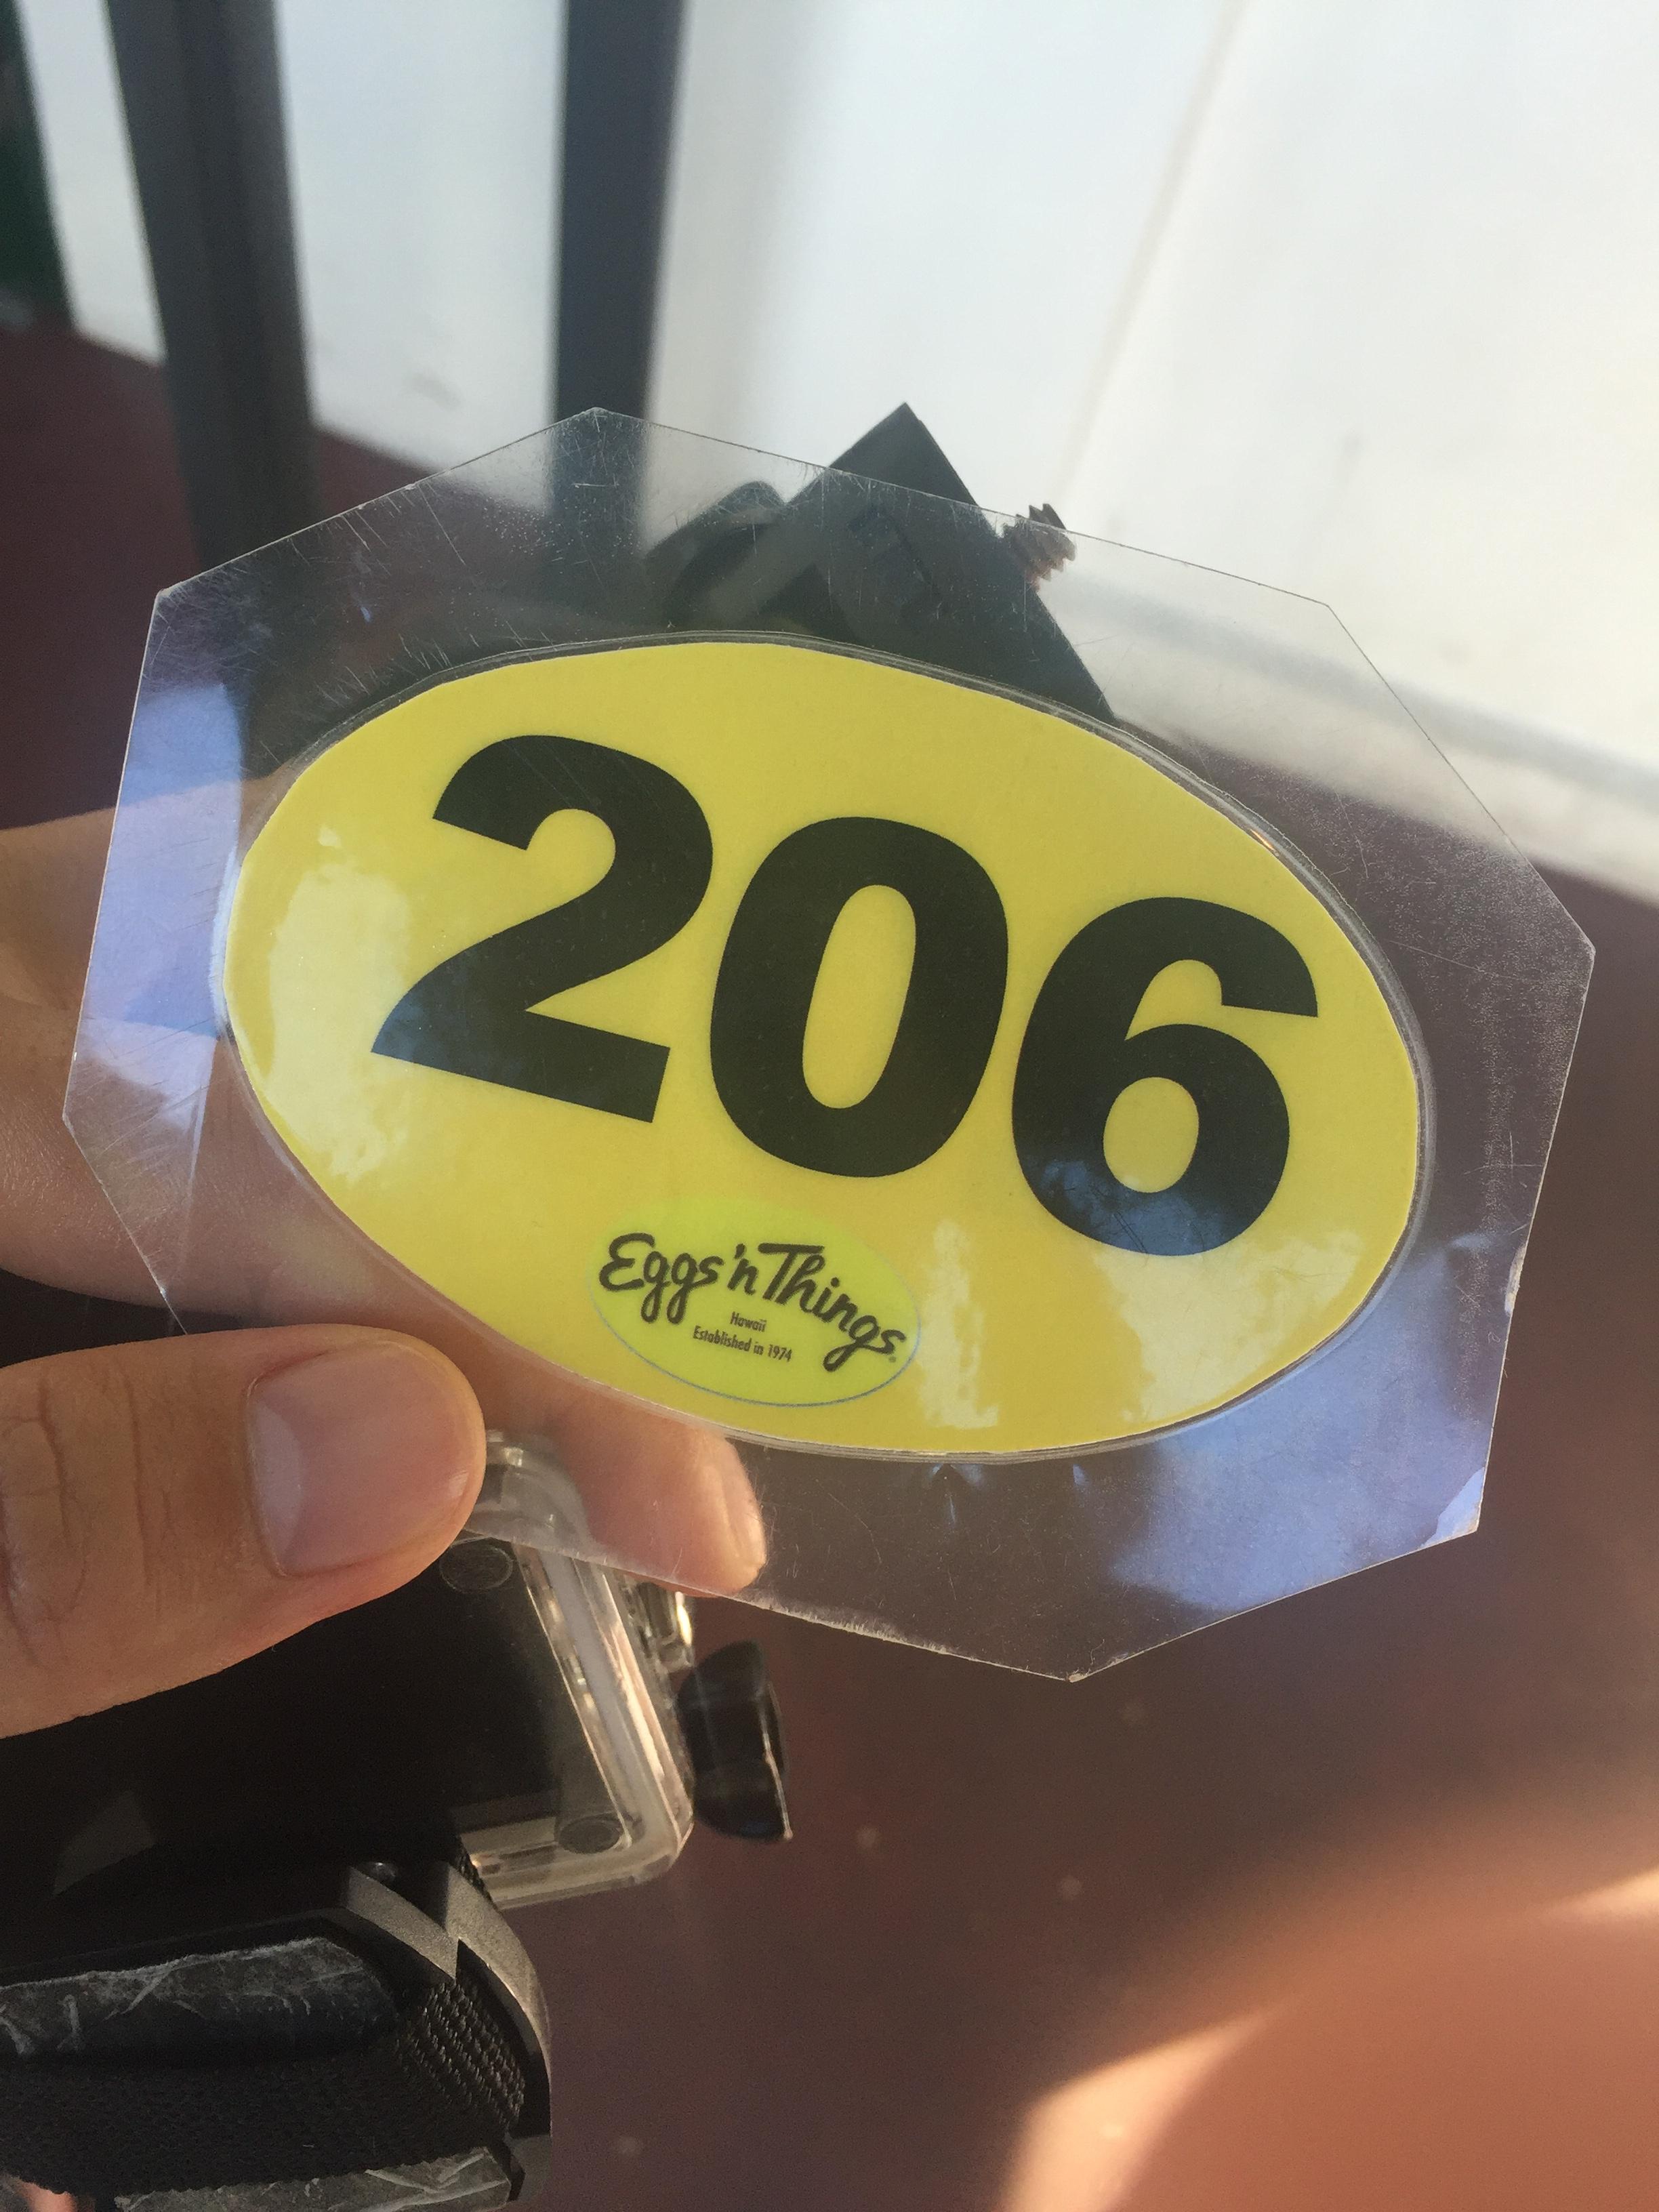 206
Eggs 'n Things
Hawaii
Established in 1974